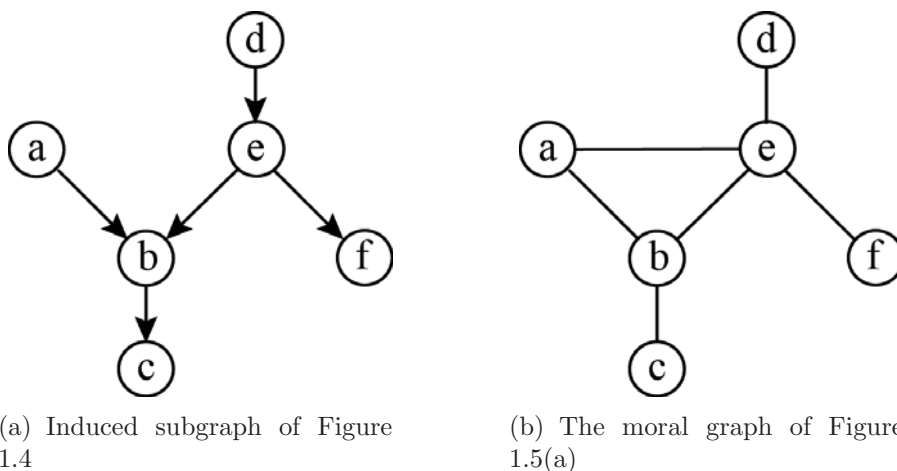 d
d
a
e
a
e
b
f
b
f
c
c
(a) Induced subgraph of Figure
1.4
(b) The moral graph of Figure
1.5(a)